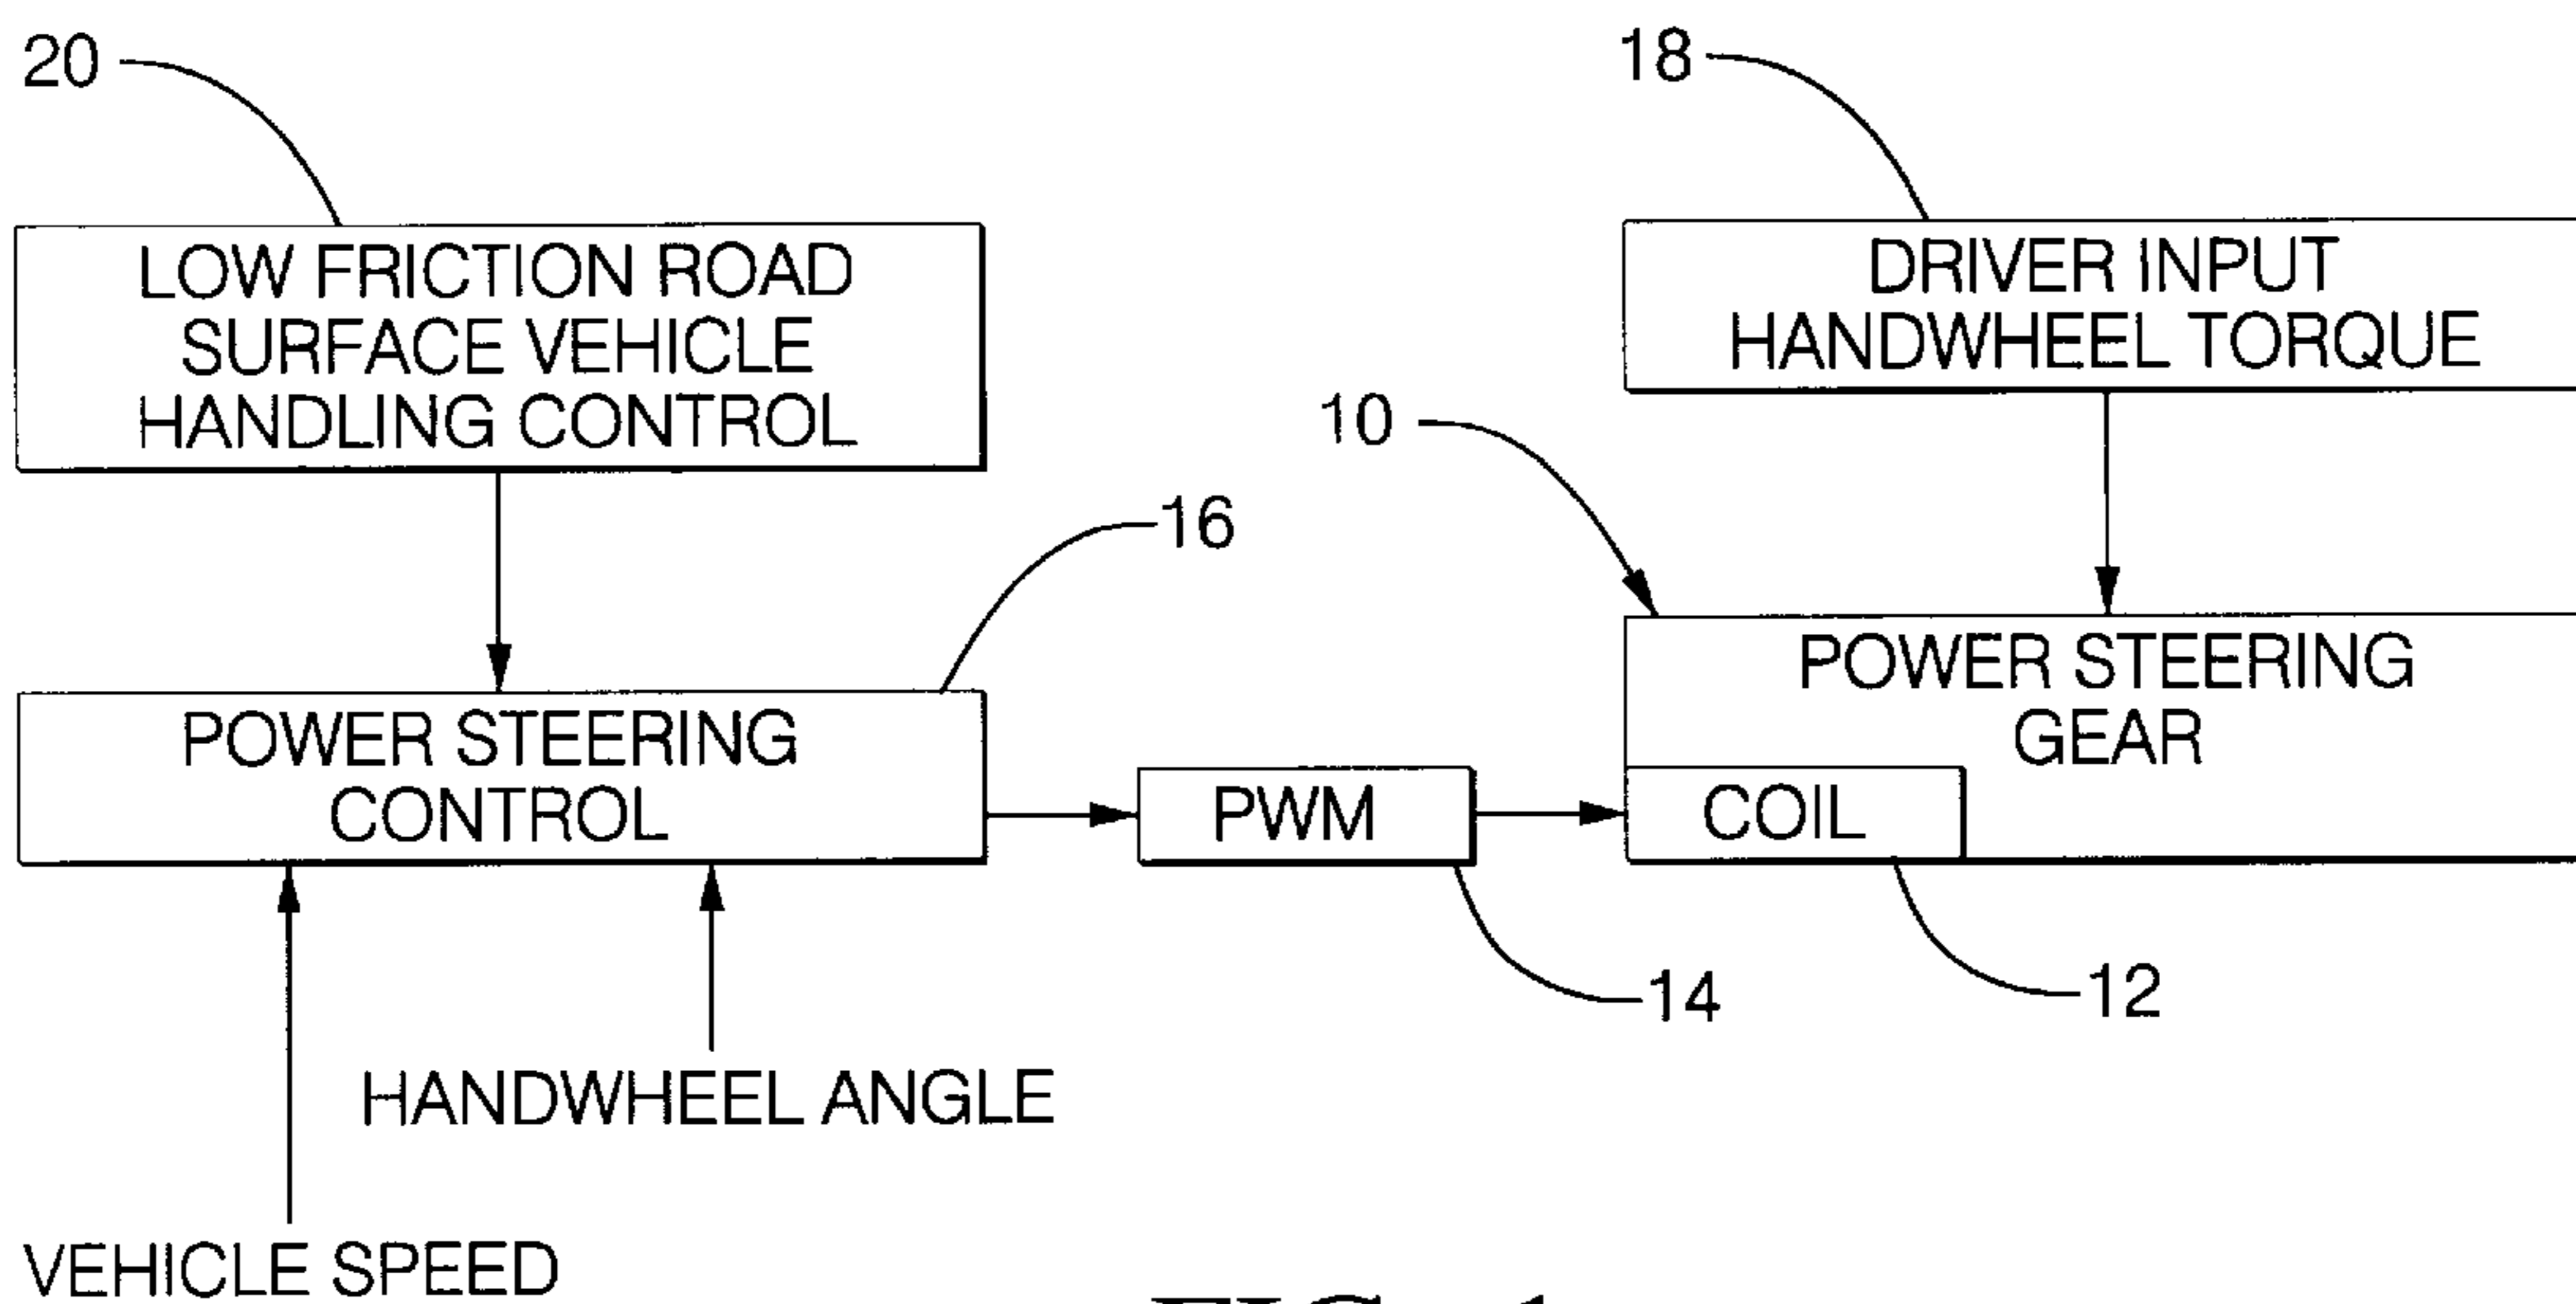 20
18
LOW FRICTION ROAD
SURFACE VEHICLE
HANDLING CONTROL
DRIVER INPUT
HANDWHEEL TORQUE
10
16
POWER STEERING
CONTROL
PWM
POWER STEERING
GEAR
COIL
14
12
HANDWHEEL ANGLE
VEHICLE SPEED